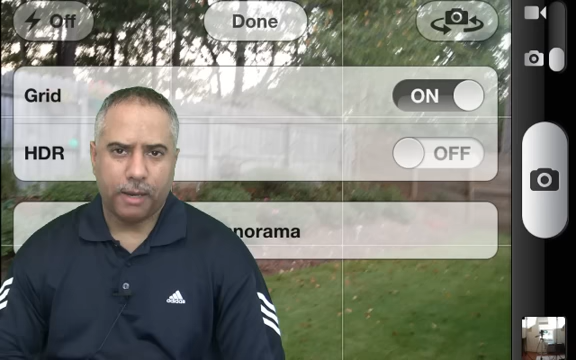 Off
Done
Grid
ON
HDR
OFF
norama
adidas